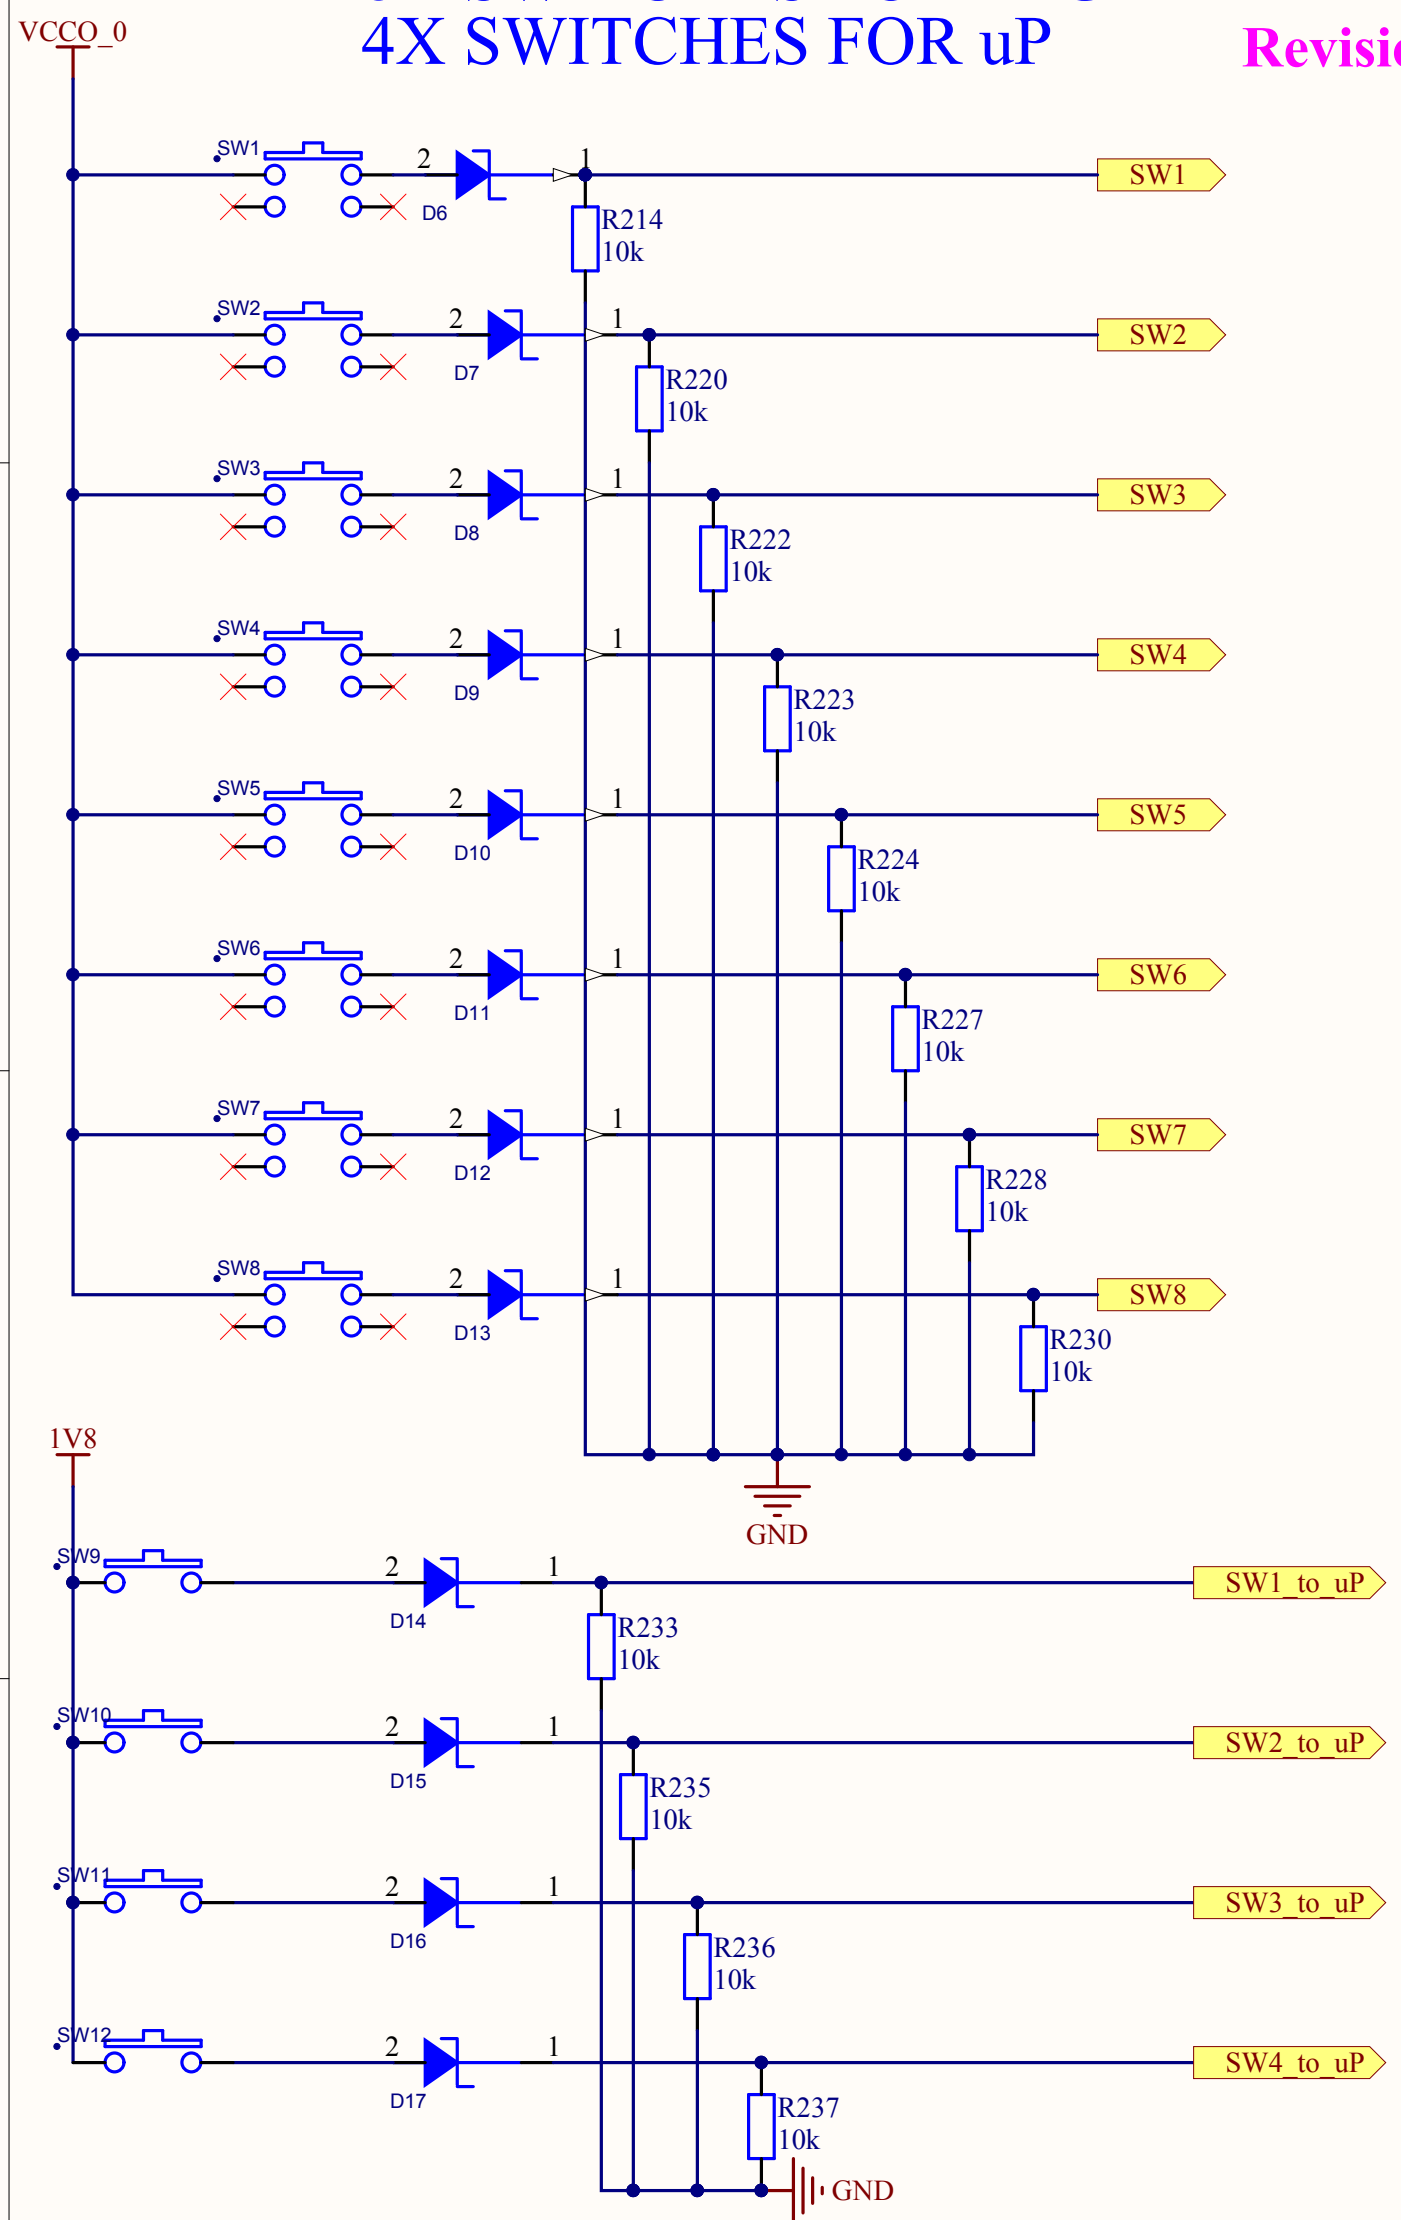 VCCO_0
4X SWITCHES FOR uP
SW1
2
D6
1
R214
10k
SW1
SW2
2
D7
1
R220
10k
SW2
SW3
2
D8
1
R222
10k
SW3
SW4
2
D9
1
R223
10k
SW4
SW5
2
D10
1
R224
10k
SW5
SW6
2
D11
1
R227
10k
SW6
SW7
2
D12
1
R228
10k
SW7
SW8
2
D13
1
R230
10k
SW8
GND
1V8
SW9
2
D14
1
R233
10k
SW1_to_uP
SW10
2
D15
1
R235
10k
SW2_to_uP
SW11
2
D16
1
R236
10k
SW3_to_uP
SW12
2
D17
1
R237
10k
SW4_to_uP
GND